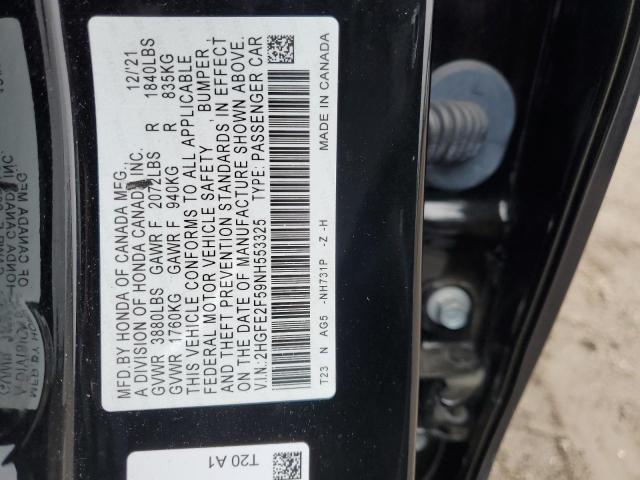 MFD.BY HONDA OF CANADA MFG.,
A DIVISION OF HONDA CANADA INC. 12/'21
GVWR 3880LBS GAWR F 2072LBS R 1840LBS
GVWR 1760KG GAWR F 940KG R 835KG
THIS VEHICLE CONFORMS TO ALL APPLICABLE
FEDERAL MOTOR VEHICLE SAFETY, BUMPER,
AND THEFT PREVENTION STANDARDS IN EFFECT
ON THE DATE OF MANUFACTURE SHOWN ABOVE.
V.I.N.:2HGFE2F59NH553325 TYPE: PASSENGER CAR
T23 N AG5 -NH731P -Z -H MADE IN CANADA
T20 A1